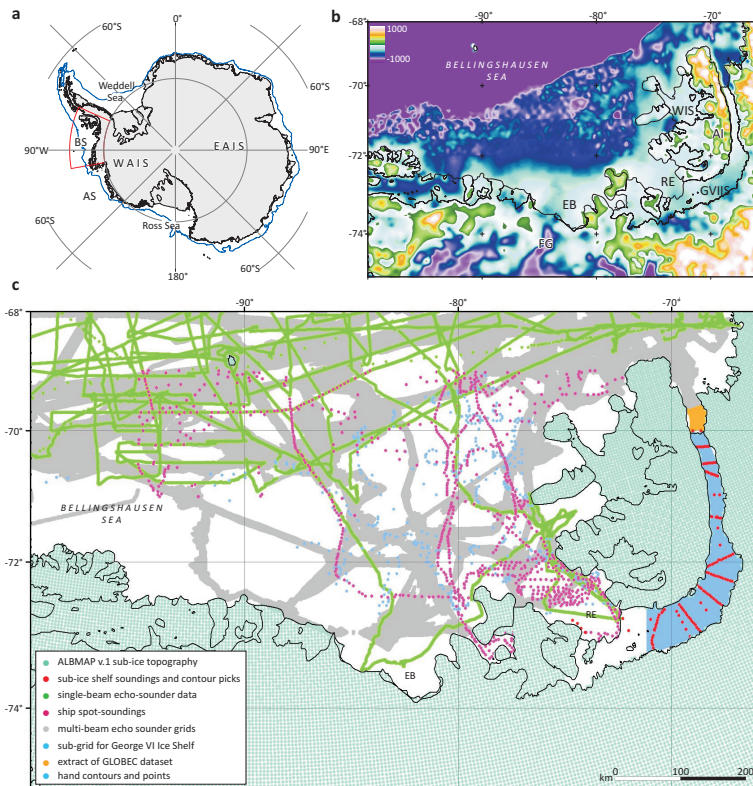 a
0°
60°S
60°S
Weddell
Sea
BS
90°W
WAIS
EAIS
90°E
AS
Ross Sea
60°S
60°S
180°
b
-68°
-90°
-80°
-70°
1000
-1000
BELLINGSHAUSEN
SEA
-70°
WIS
AI
-72°
RE
GVIIS
EB
-74°
FG
c
-90°
-80°
-70°
-68°
-70°
BELLINGSHAUSEN
SEA
-72°
RE
EB
-74°
ALBMAP v.1 sub-ice topography
sub-ice shelf soundings and contour picks
single-beam echo-sounder data
ship spot-soundings
multi-beam echo sounder grids
sub-grid for George VI Ice Shelf
extract of GLOBEC dataset
hand contours and points
km
0 100 200